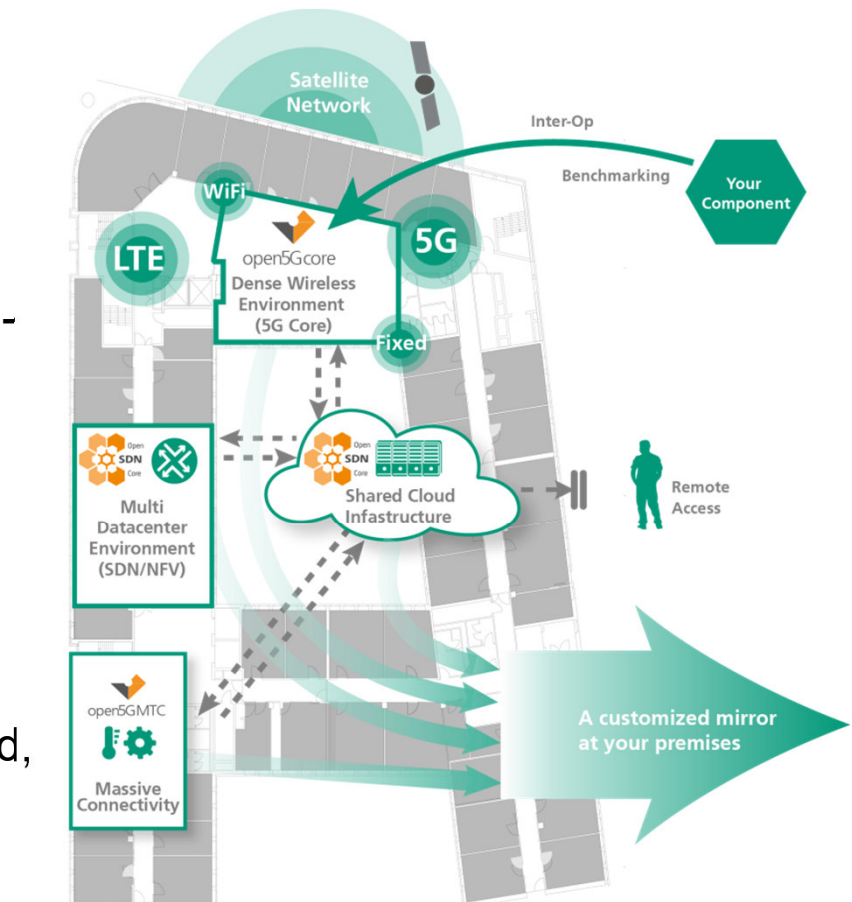 Satellite
Network
Inter-Op
Benchmarking
Your
Component
WiFi
LTE
5G
open5Gcore
Dense Wireless
Environment
(5G Core)
Fixed
-
Open
SDN
Core
Multi
Datacenter
Environment
(SDN/NFV)
Open
SDN
Core
Shared Cloud
Infastructure
Remote
Access
open5GMTC
Massive
Connectivity
d,
A customized mirror
at your premises